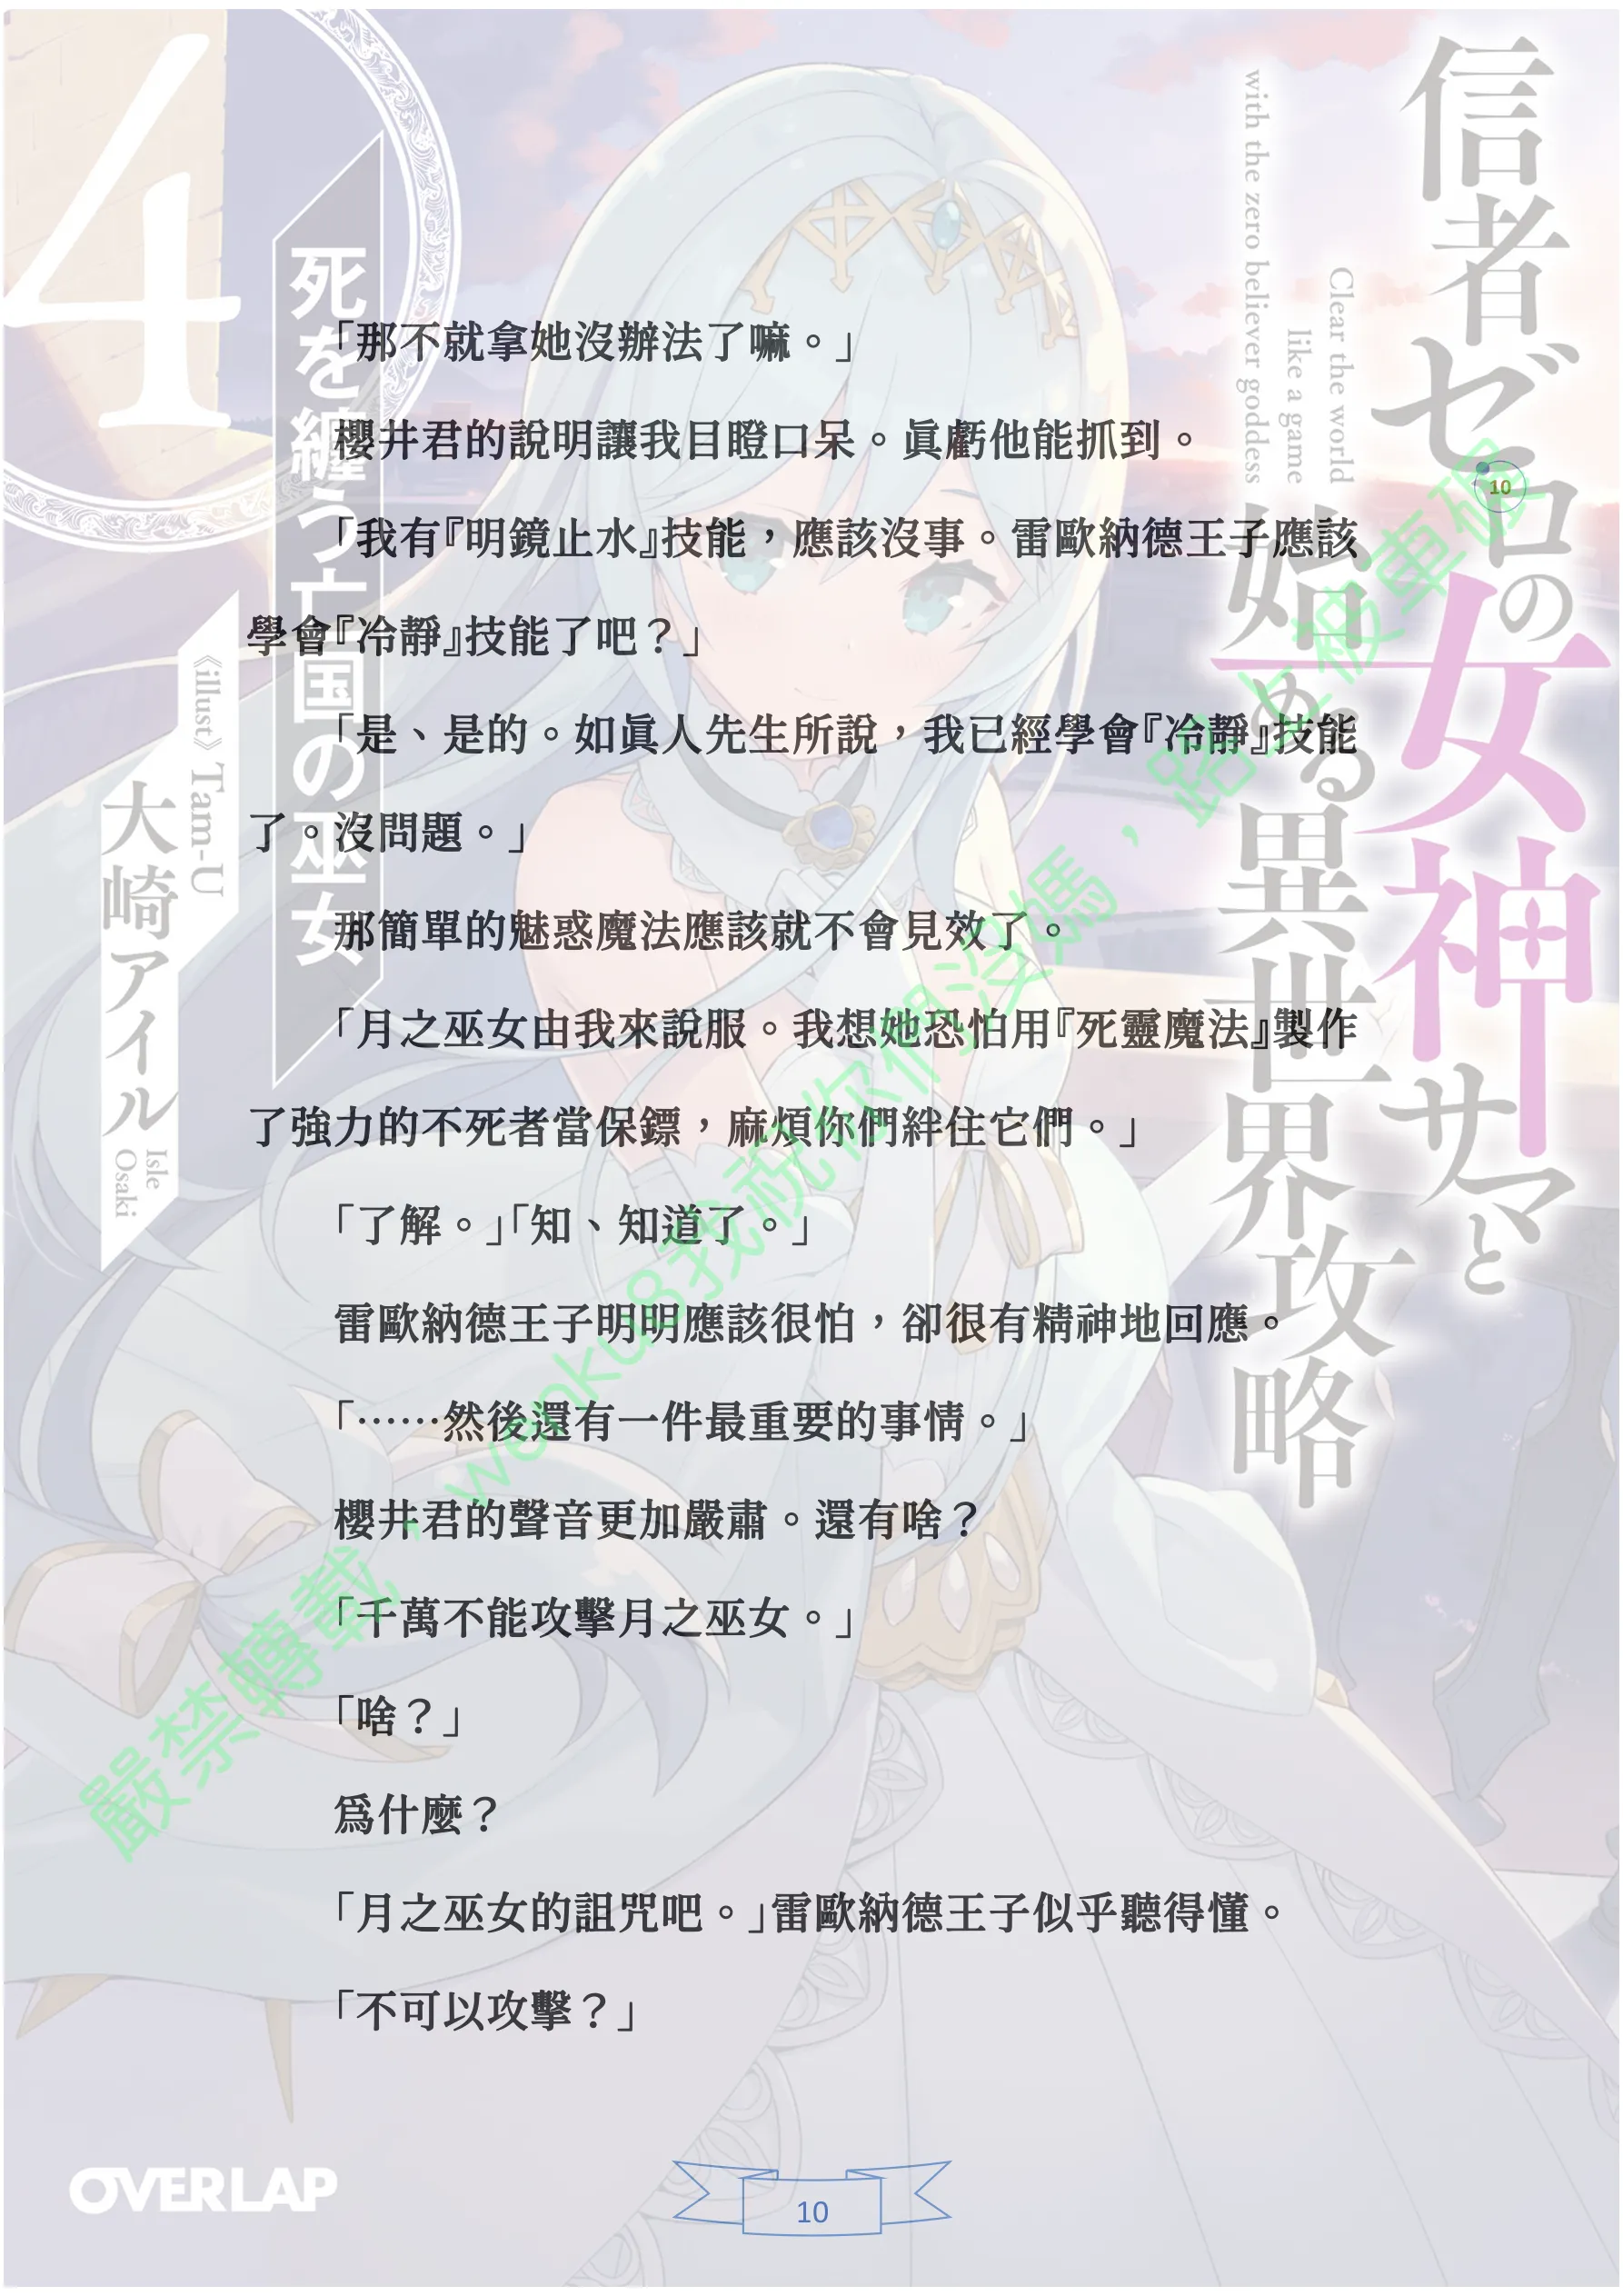 「那不就拿她沒辦法了嘛。」
櫻井君的說明讓我目瞪口呆。眞虧他能抓到。
「我有『明鏡止水』技能，應該沒事。雷歐納德王子應該
學會『冷靜』技能了吧？」
「是、是的。如眞人先生所說，我已經學會『冷靜』技能
了。沒問題。」
那簡單的魅惑魔法應該就不會見效了。
「月之巫女由我來說服。我想她恐怕用『死靈魔法』製作
了強力的不死者當保鏢，麻煩你們絆住它們。」
「了解。」「知、知道了。」
雷歐納德王子明明應該很怕，卻很有精神地回應。
「……然後還有一件最重要的事情。」
櫻井君的聲音更加嚴肅。還有啥？
「千萬不能攻擊月之巫女。」
「啥？」
爲什麼？
「月之巫女的詛咒吧。」雷歐納德王子似乎聽得懂。
「不可以攻擊？」
10
信者ゼロの女神サマと
始める異世界攻略
Clear the world
like a game
with the zero believer goddess
10
4
死を纏う亡国の巫女
《illust》Tam-U
大崎アイル
Isle
Osaki
OVERLAP
嚴禁轉載，wenku8我祝你們沒媽，路上被車碾